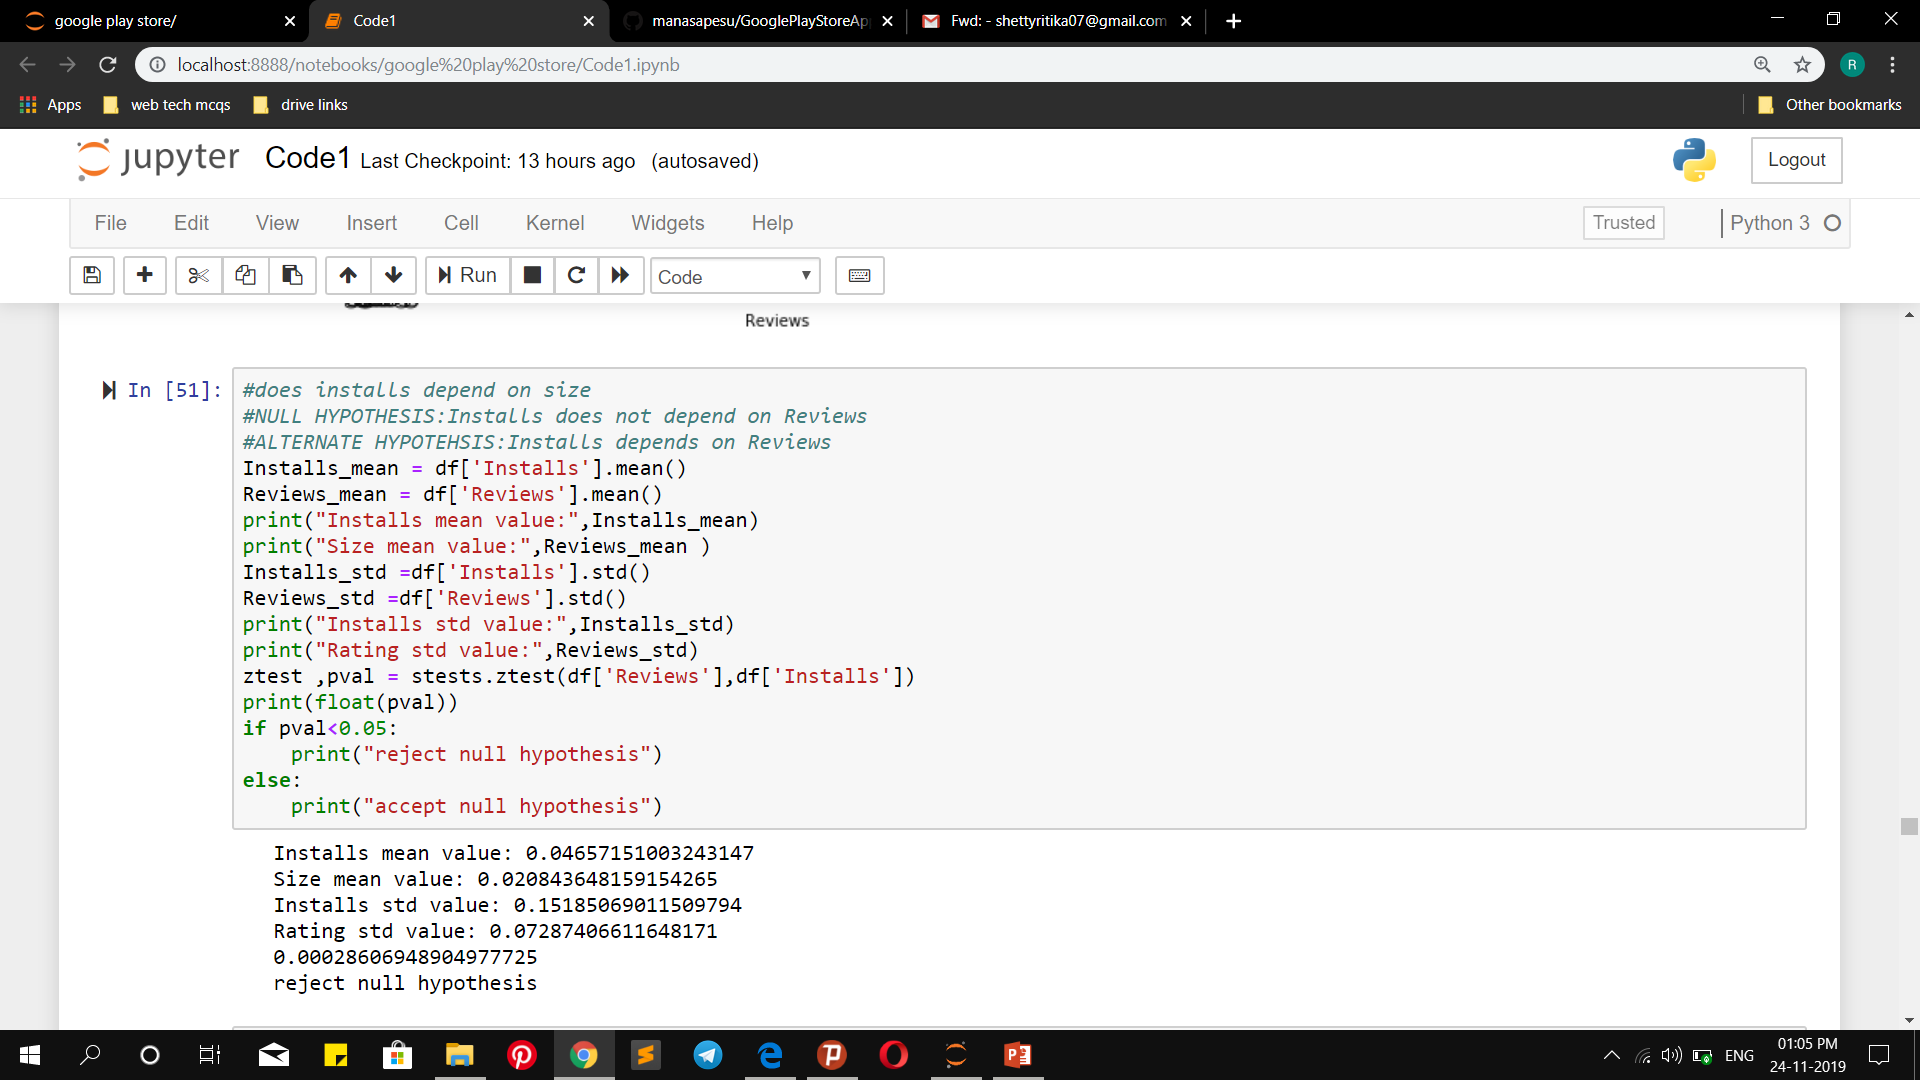 google play store/
Code1
manasapesu/GooglePlayStoreAp
Fwd: - shettyritika07@gmail.com
localhost:8888/notebooks/google%20play%20store/Code1.ipynb
R
Apps
web tech mcqs
drive links
Other bookmarks
jupyter Code1 Last Checkpoint: 13 hours ago (autosaved)
Logout
File Edit View Insert Cell Kernel Widgets Help
Trusted
Python 3
Run
Code
Reviews
In [51]:
#does installs depend on size
#NULL HYPOTHESIS:Installs does not depend on Reviews
#ALTERNATE HYPOTEHSIS:Installs depends on Reviews
Installs_mean = df['Installs'].mean()
Reviews_mean = df['Reviews'].mean()
print("Installs mean value:",Installs_mean)
print("Size mean value:",Reviews_mean )
Installs_std =df['Installs'].std()
Reviews_std =df['Reviews'].std()
print("Installs std value:",Installs_std)
print("Rating std value:",Reviews_std)
ztest ,pval = stests.ztest(df['Reviews'],df['Installs'])
print(float(pval))
if pval<0.05:
    print("reject null hypothesis")
else:
    print("accept null hypothesis")
Installs mean value: 0.04657151003243147
Size mean value: 0.020843648159154265
Installs std value: 0.15185069011509794
Rating std value: 0.07287406611648171
0.00028606948904977725
reject null hypothesis
ENG
01:05 PM
24-11-2019